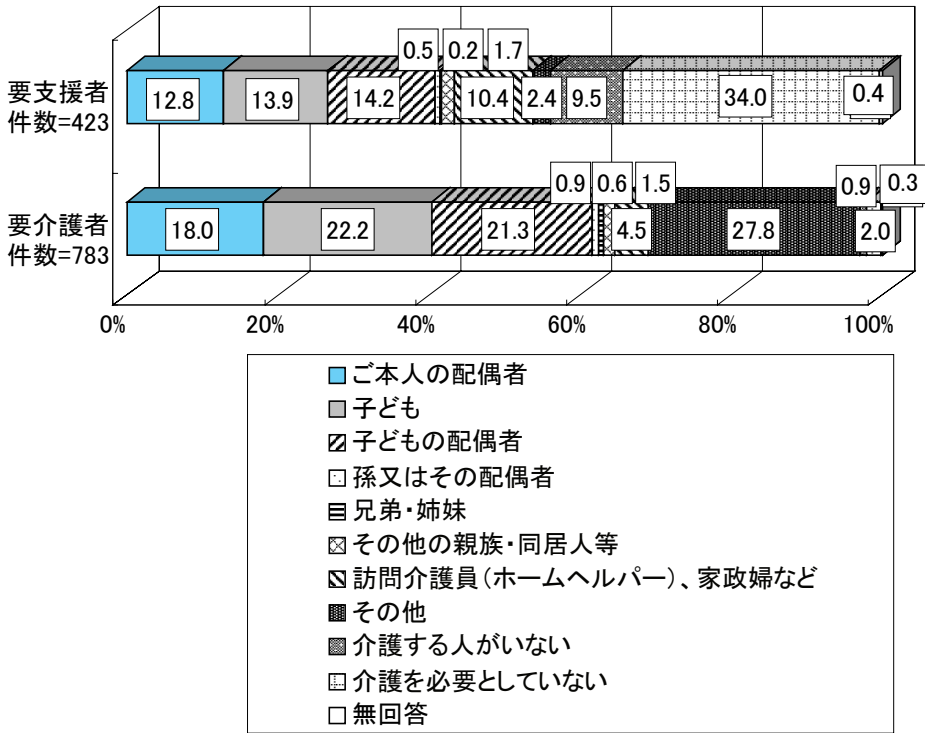 0.5 0.2 1.7
要支援者
件数=423
12.8 13.9 14.2 10.4 2.4 9.5 34.0 0.4
0.9 0.6 1.5 0.9 0.3
要介護者
件数=783
18.0 22.2 21.3 4.5 27.8 2.0
0% 20% 40% 60% 80% 100%
ご本人の配偶者
子ども
子どもの配偶者
孫又はその配偶者
兄弟・姉妹
その他の親族・同居人等
訪問介護員(ホームヘルパー)、家政婦など
その他
介護する人がいない
介護を必要としていない
無回答